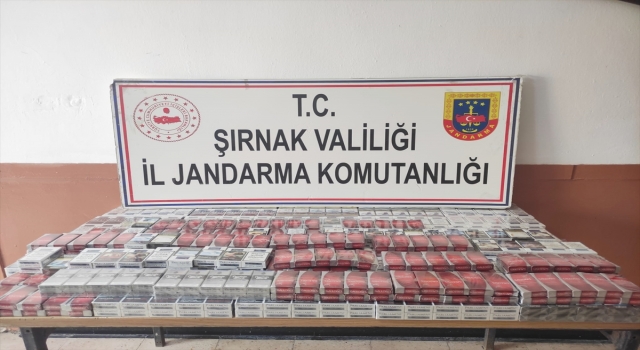 T.C.
ŞIRNAK VALİLİĞİ
İL JANDARMA KOMUTANLIĞI
JANDARMA